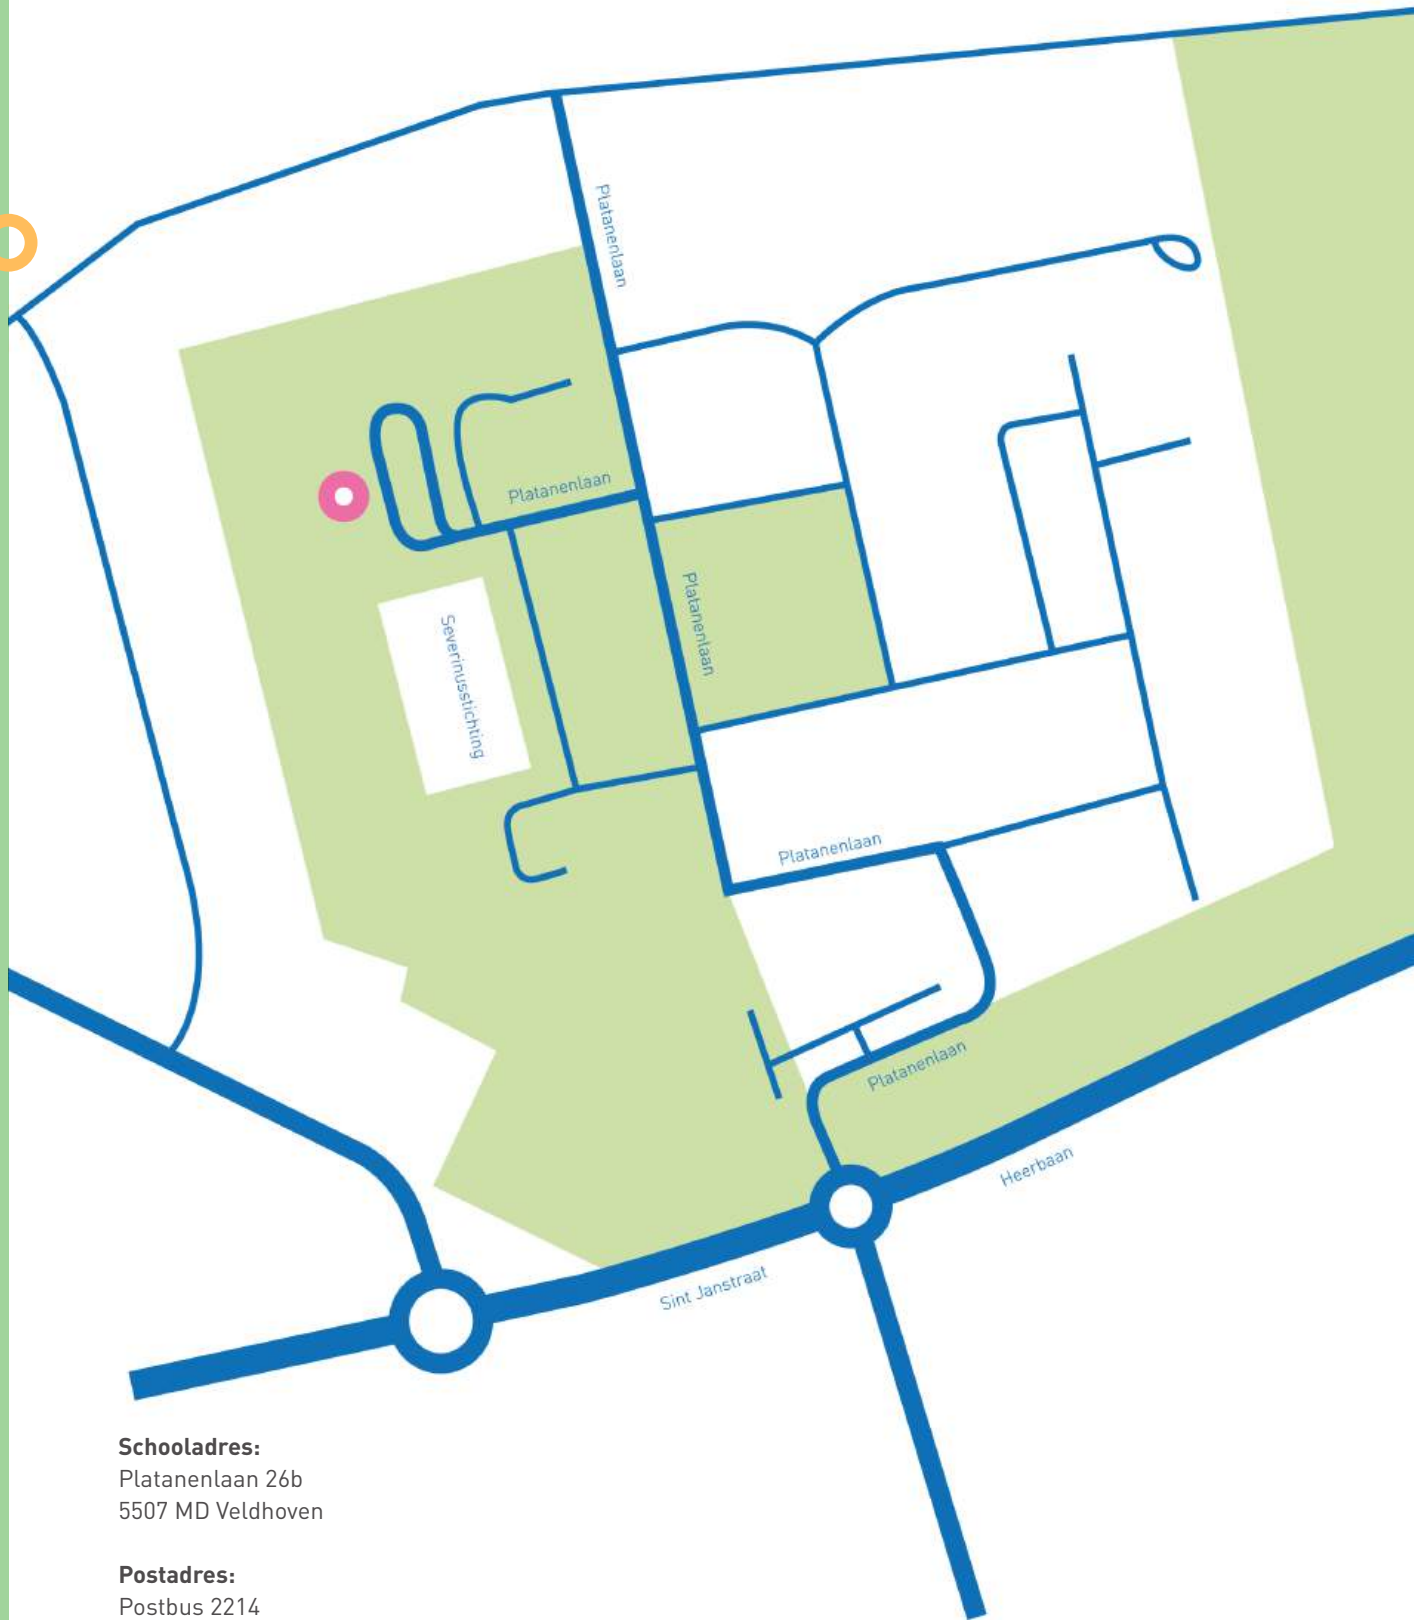 Platanenlaan
Platanenlaan
Platanenlaan
Severinusstichting
Platanenlaan
Platanenlaan
Heerbaan
Sint Janstraat
Schooladres:
Platanenlaan 26b
5507 MD Veldhoven
Postadres:
Postbus 2214